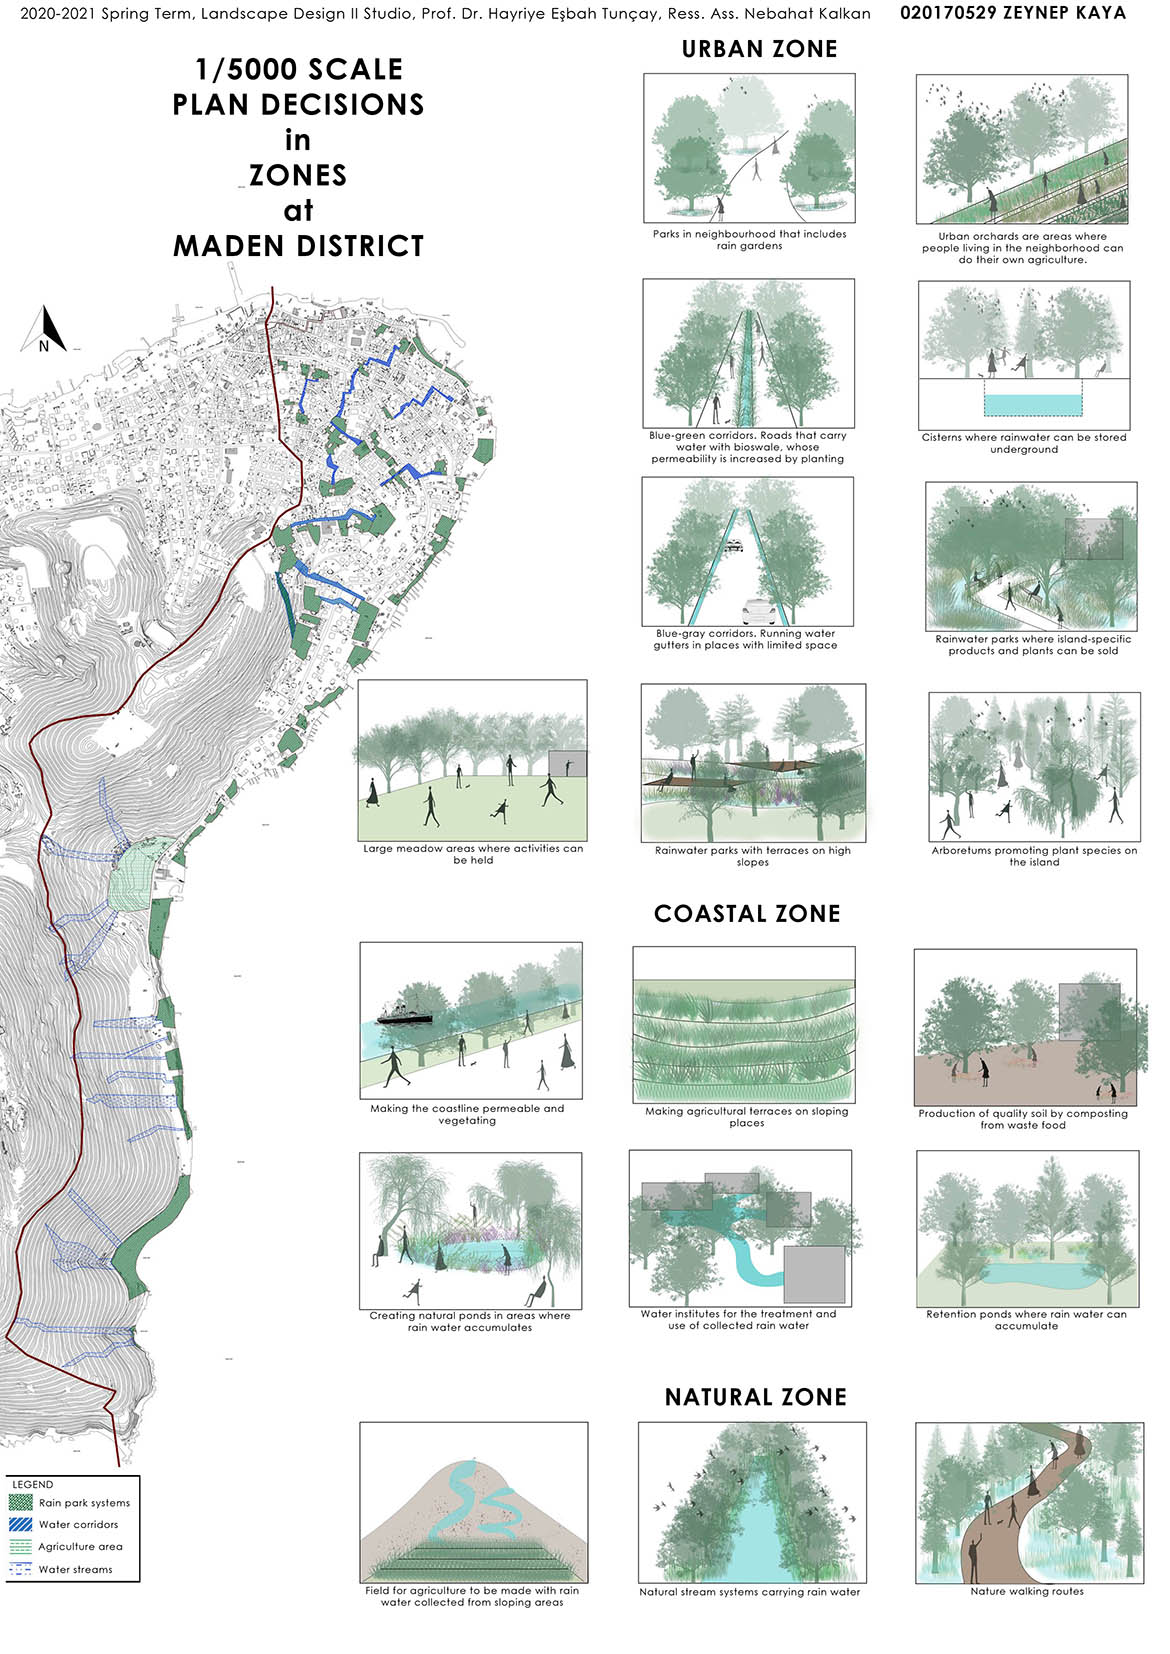 2020-2021 Spring Term, Landscape Design II Studio, Prof. Dr. Hayriye Eşbah Tunçay, Ress. Ass. Nebahat Kalkan 020170529 ZEYNEP KAYA
1/5000 SCALE
PLAN DECISIONS
in
ZONES
at
MADEN DISTRICT
N
URBAN ZONE
Parks in neighbourhood that includes
rain gardens
Urban orchards are areas where
people living in the neighborhood can
do their own agriculture.
Blue-green corridors. Roads that carry
water with bioswale, whose
permeability is increased by planting
Cisterns where rainwater can be stored
underground
Blue-gray corridors. Running water
gutters in places with limited space
Rainwater parks where island-specific
products and plants can be sold
Large meadow areas where activities can
be held
Rainwater parks with terraces on high
slopes
Arboretums promoting plant species on
the island
COASTAL ZONE
Making the coastline permeable and
vegetating
Making agricultural terraces on sloping
places
Production of quality soil by composting
from waste food
Creating natural ponds in areas where
rain water accumulates
Water institutes for the treatment and
use of collected rain water
Retention ponds where rain water can
accumulate
NATURAL ZONE
Field for agriculture to be made with rain
water collected from sloping areas
Natural stream systems carrying rain water
Nature walking routes
LEGEND
Rain park systems
Water corridors
Agriculture area
Water streams